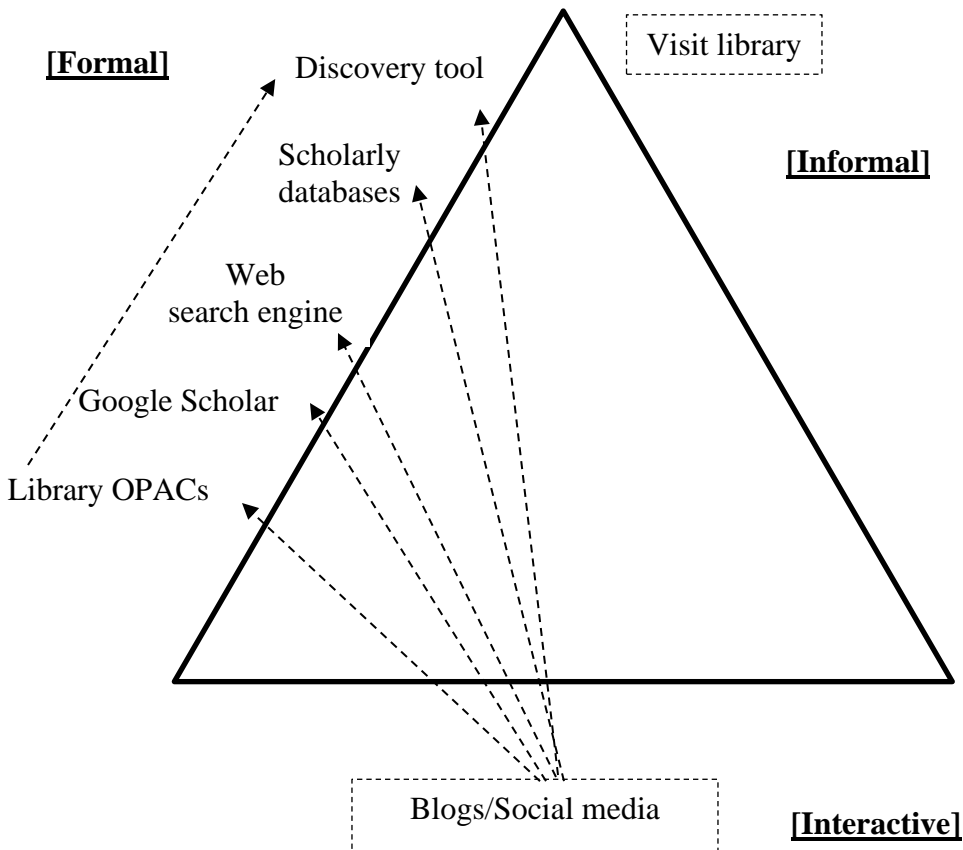 Visit library
[Formal]
Discovery tool
Scholarly
databases
[Informal]
Web
search engine
Google Scholar
Library OPACs
Blogs/Social media
[Interactive]